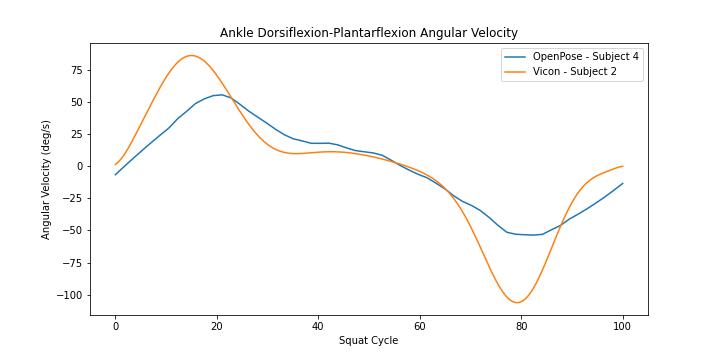 Ankle Dorsiflexion-Plantarflexion Angular Velocity
OpenPose - Subject 4
Vicon - Subject 2
75
50
25
0
−25
−50
−75
−100
Angular Velocity (deg/s)
0 20 40 60 80 100
Squat Cycle